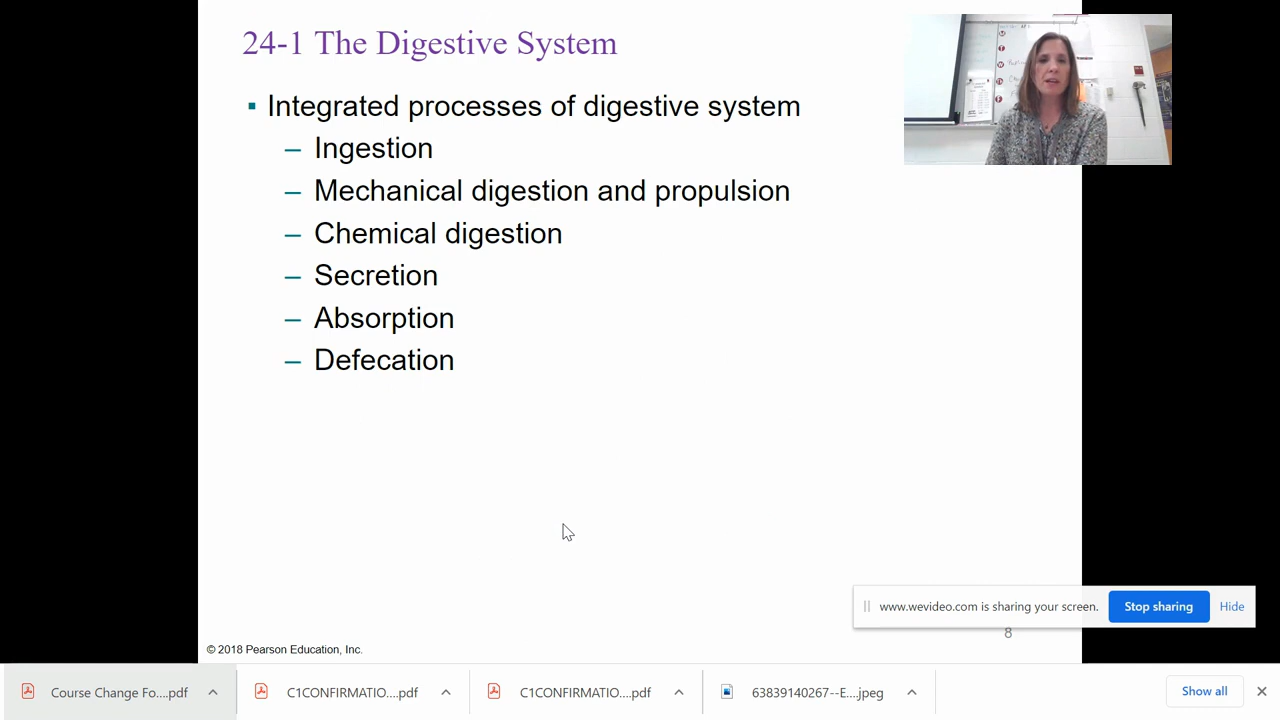 24-1 The Digestive System
▪ Integrated processes of digestive system
– Ingestion
– Mechanical digestion and propulsion
– Chemical digestion
– Secretion
– Absorption
– Defecation
www.wevideo.com is sharing your screen.
Stop sharing
Hide
8
© 2018 Pearson Education, Inc.
Course Change Fo....pdf
C1CONFIRMATIO....pdf
C1CONFIRMATIO....pdf
63839140267--E....jpeg
Show all